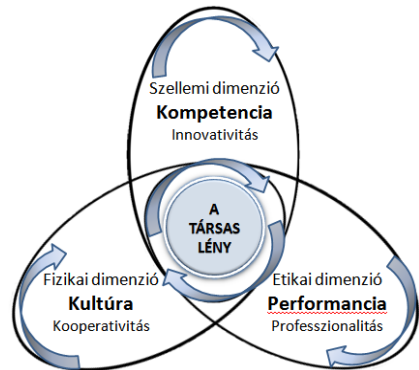 Szellemi dimenzió
Kompetencia
Innovativitás
A
TÁRSAS
LÉNY
Fizikai dimenzió
Kultúra
Kooperativitás
Etikai dimenzió
Performancia
Professzionalitás